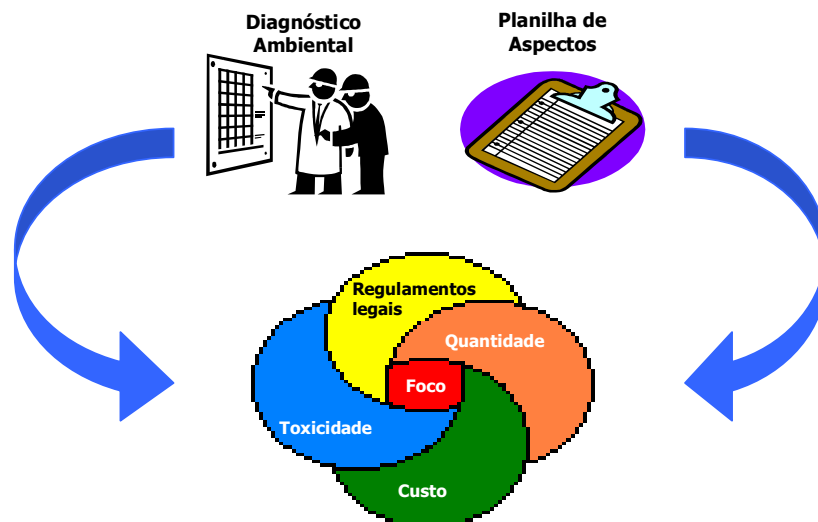 Diagnóstico
Ambiental
Planilha de
Aspectos
Regulamentos
legais
Quantidade
Foco
Toxicidade
Custo